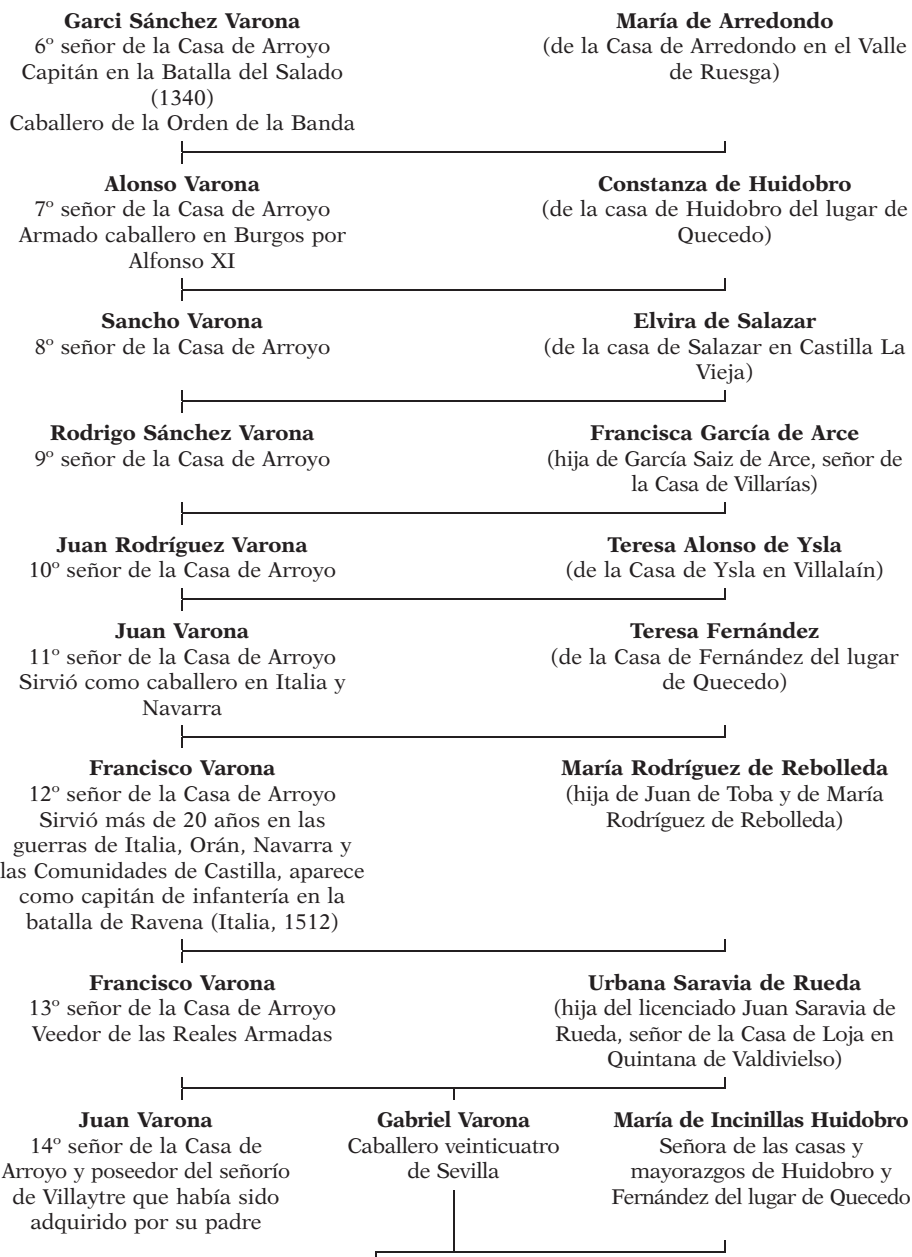 Garci Sánchez Varona
6º señor de la Casa de Arroyo
Capitán en la Batalla del Salado
(1340)
Caballero de la Orden de la Banda
María de Arredondo
(de la Casa de Arredondo en el Valle
de Ruesga)
Alonso Varona
7º señor de la Casa de Arroyo
Armado caballero en Burgos por
Alfonso XI
Constanza de Huidobro
(de la casa de Huidobro del lugar de
Quecedo)
Sancho Varona
8º señor de la Casa de Arroyo
Elvira de Salazar
(de la casa de Salazar en Castilla La
Vieja)
Rodrigo Sánchez Varona
9º señor de la Casa de Arroyo
Francisca García de Arce
(hija de García Saiz de Arce, señor de
la Casa de Villarías)
Juan Rodríguez Varona
10º señor de la Casa de Arroyo
Teresa Alonso de Ysla
(de la Casa de Ysla en Villalaín)
Juan Varona
11º señor de la Casa de Arroyo
Sirvió como caballero en Italia y
Navarra
Teresa Fernández
(de la Casa de Fernández del lugar
de Quecedo)
Francisco Varona
12º señor de la Casa de Arroyo
Sirvió más de 20 años en las
guerras de Italia, Orán, Navarra y
las Comunidades de Castilla, aparece
como capitán de infantería en la
batalla de Ravena (Italia, 1512)
María Rodríguez de Rebolleda
(hija de Juan de Toba y de María
Rodríguez de Rebolleda)
Francisco Varona
13º señor de la Casa de Arroyo
Veedor de las Reales Armadas
Urbana Saravia de Rueda
(hija del licenciado Juan Saravia de
Rueda, señor de la Casa de Loja en
Quintana de Valdivielso)
Juan Varona
14º señor de la Casa de
Arroyo y poseedor del señorío
de Villaytre que había sido
adquirido por su padre
Gabriel Varona
Caballero veinticuatro
de Sevilla
María de Incinillas Huidobro
Señora de las casas y
mayorazgos de Huidobro y
Fernández del lugar de Quecedo